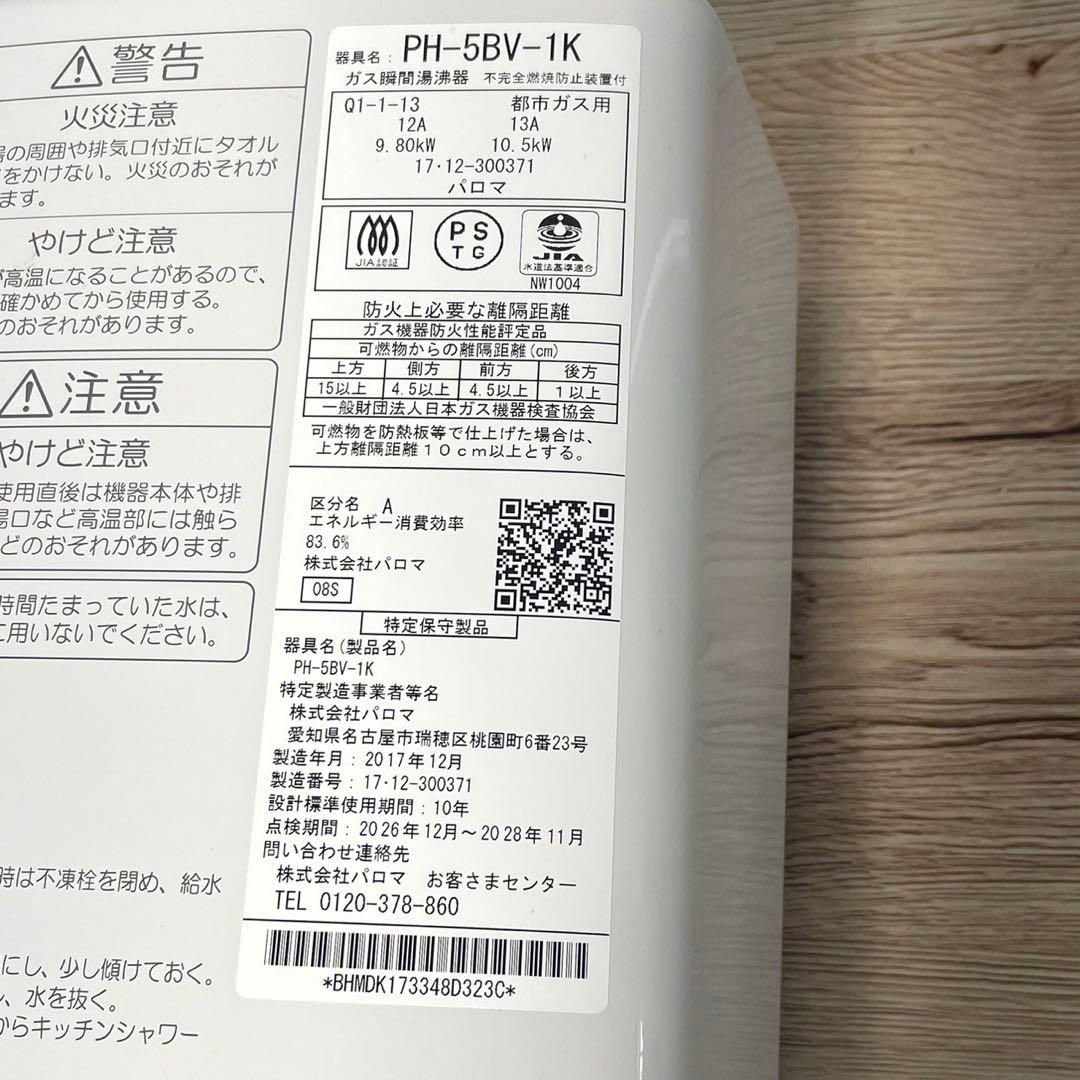 警告
火災注意
の周囲や排気口付近にタオル
をかけない。火災のおそれが
ます。
やけど注意
が高温になることがあるので、
確かめてから使用する。
のおそれがあります。
注意
やけど注意
使用直後は機器本体や排
湯口など高温部には触ら
どのおそれがあります。
時間たまっていた水は、
に用いないでください。
時は不凍栓を閉め、給水
にし、少し傾けておく。
、水を抜く。
からキッチンシャワー
器具名: PH-5BV-1K
ガス瞬間湯沸器 不完全燃焼防止装置付
Q1-1-13 都市ガス用
12A 13A
9.80kW 10.5kW
17・12-300371
パロマ
JIA認証
PS
TG
JIA
水道法基準適合
NW1004
防火上必要な離隔距離
ガス機器防火性能評定品
可燃物からの離隔距離(cm)
上方 側方 前方 後方
15以上 4.5以上 4.5以上 1以上
一般財団法人日本ガス機器検査協会
可燃物を防熱板等で仕上げた場合は、
上方離隔距離10cm以上とする。
区分名 A
エネルギー消費効率
83.6%
株式会社パロマ
08S
特定保守製品
器具名(製品名)
PH-5BV-1K
特定製造事業者等名
株式会社パロマ
愛知県名古屋市瑞穂区桃園町6番23号
製造年月: 2017年12月
製造番号: 17・12-300371
設計標準使用期間: 10年
点検期間: 2026年12月～2028年11月
問い合わせ連絡先
株式会社パロマ お客さまセンター
TEL 0120-378-860
*BHMDK173348D323C*